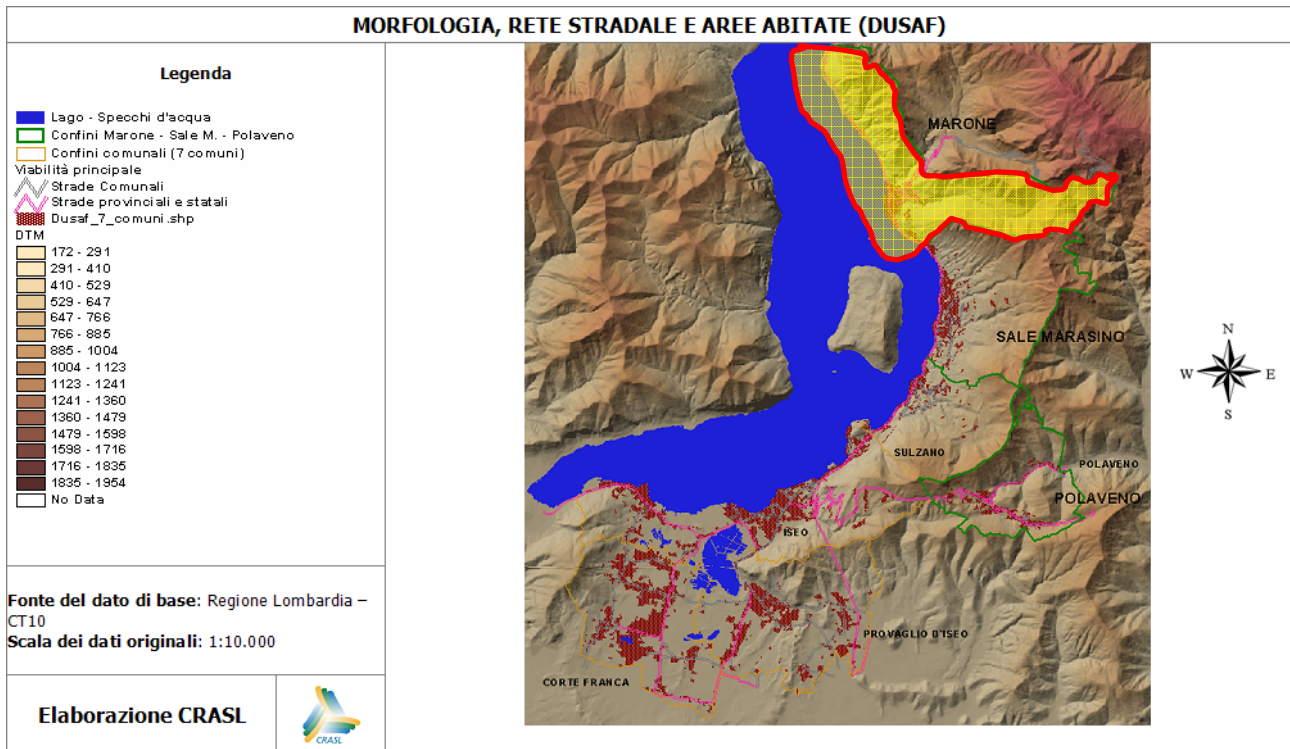 MORFOLOGIA, RETE STRADALE E AREE ABITATE (DUSAF)
Legenda
Lago - Specchi d'acqua
Confini Marone - Sale M. - Polaveno
Confini comunali (7 comuni)
Viabilità principale
Strade Comunali
Strade provinciali e statali
Dusaf_7_comuni.shp
DTM
172 - 291
291 - 410
410 - 529
529 - 647
647 - 766
766 - 885
885 - 1004
1004 - 1123
1123 - 1241
1241 - 1360
1360 - 1479
1479 - 1598
1598 - 1716
1716 - 1835
1835 - 1954
No Data
Fonte del dato di base: Regione Lombardia –
CT10
Scala dei dati originali: 1:10.000
Elaborazione CRASL
CRASL
MARONE
SALE MARASINO
SULZANO
POLAVENO
POLAVENO
ISEO
PROVAGLIO D'ISEO
CORTE FRANCA
N
W E
S